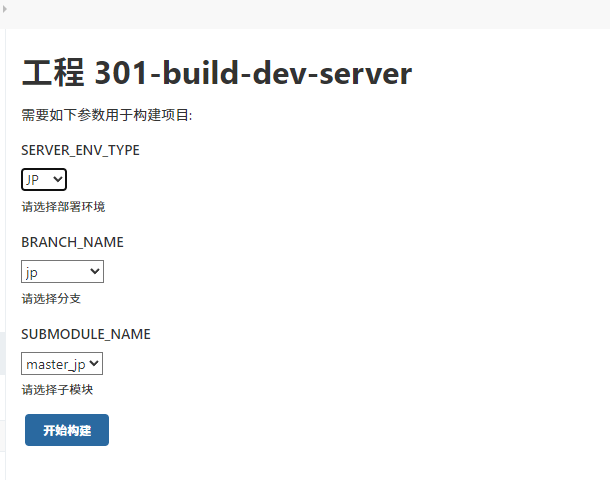 工程 301-build-dev-server
需要如下参数用于构建项目:
SERVER_ENV_TYPE
JP
请选择部署环境
BRANCH_NAME
jp
请选择分支
SUBMODULE_NAME
master_jp
请选择子模块
开始构建